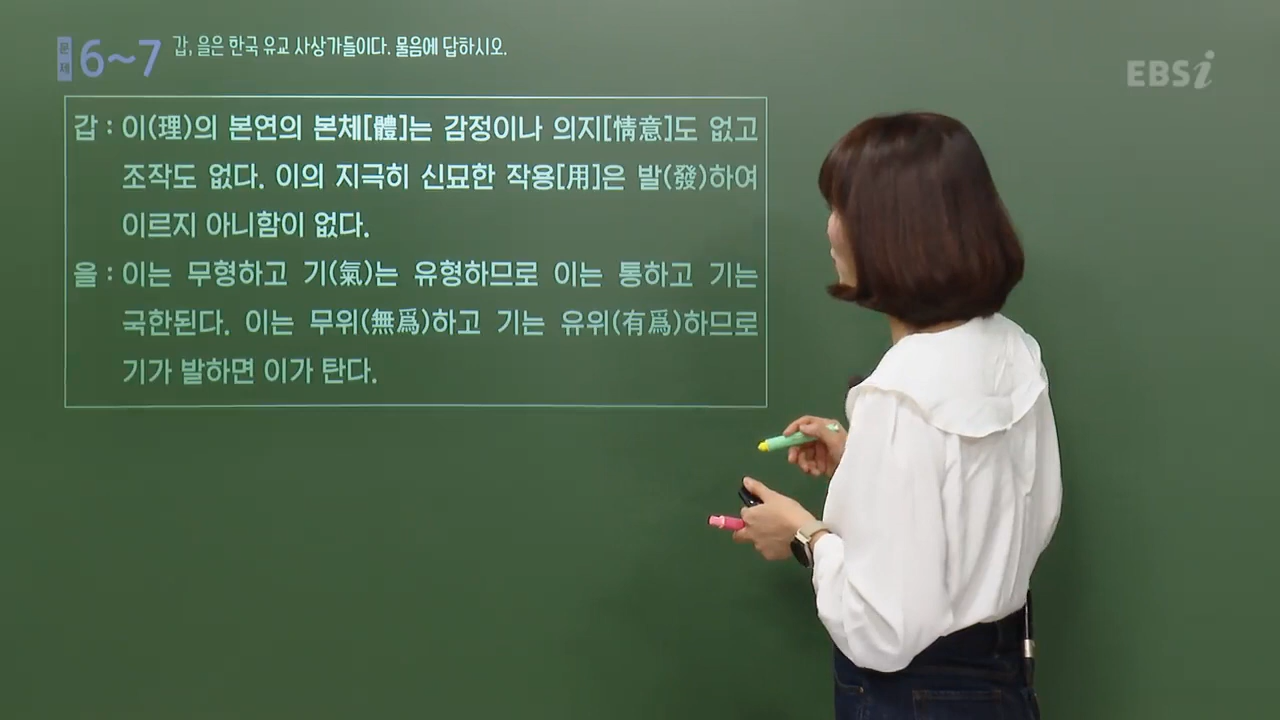 문제 6~7 갑, 을은 한국 유교 사상가들이다. 물음에 답하시오.
EBSi
갑 : 이(理)의 본연의 본체[體]는 감정이나 의지[情意]도 없고
조작도 없다. 이의 지극히 신묘한 작용[用]은 발(發)하여
이르지 아니함이 없다.
을 : 이는 무형하고 기(氣)는 유형하므로 이는 통하고 기는
국한된다. 이는 무위(無爲)하고 기는 유위(有爲)하므로
기가 발하면 이가 탄다.